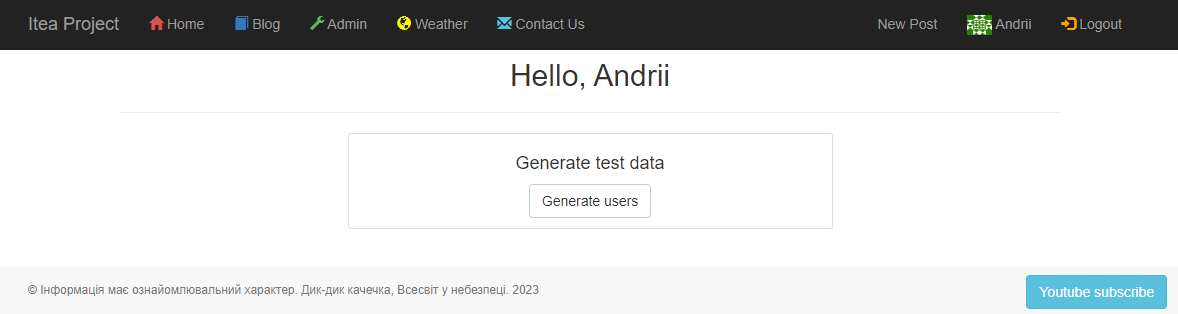 Itea Project Home Blog Admin Weather Contact Us New Post Andrii Logout
Hello, Andrii
Generate test data
Generate users
© Інформація має ознайомлювальний характер. Дик-дик качечка, Всесвіт у небезпеці. 2023
Youtube subscribe